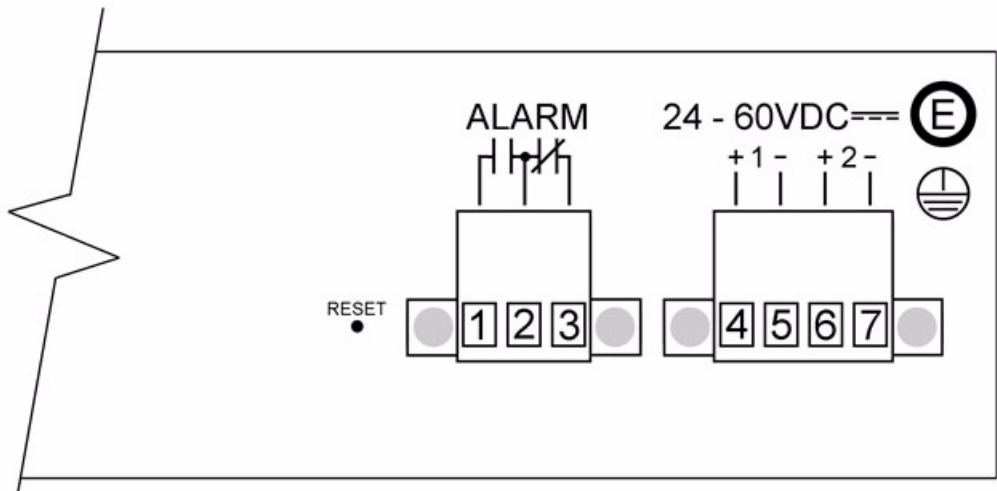 ALARM
24 - 60VDC
E
+ 1 - + 2 -
RESET
1 2 3
4 5 6 7